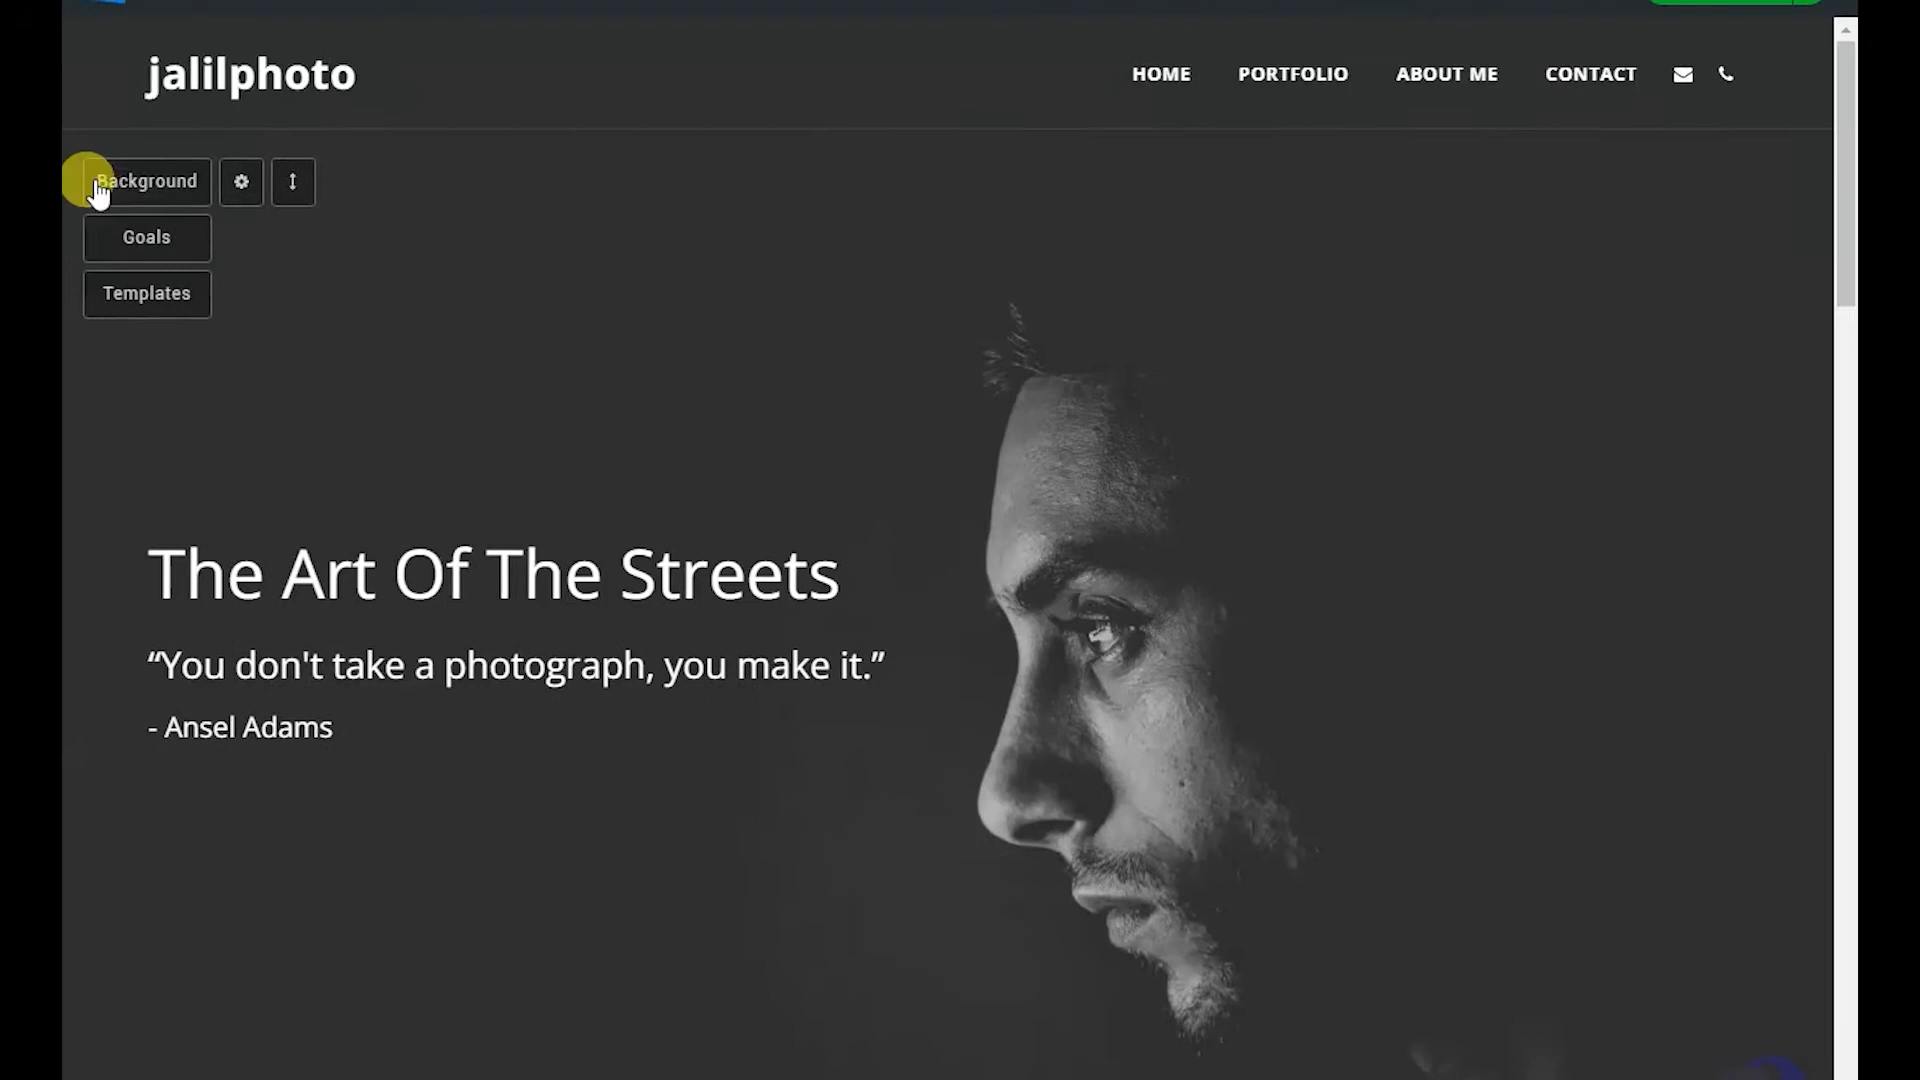 jalilphoto
HOME PORTFOLIO ABOUT ME CONTACT
Background
Goals
Templates
The Art Of The Streets
“You don't take a photograph, you make it.”
- Ansel Adams